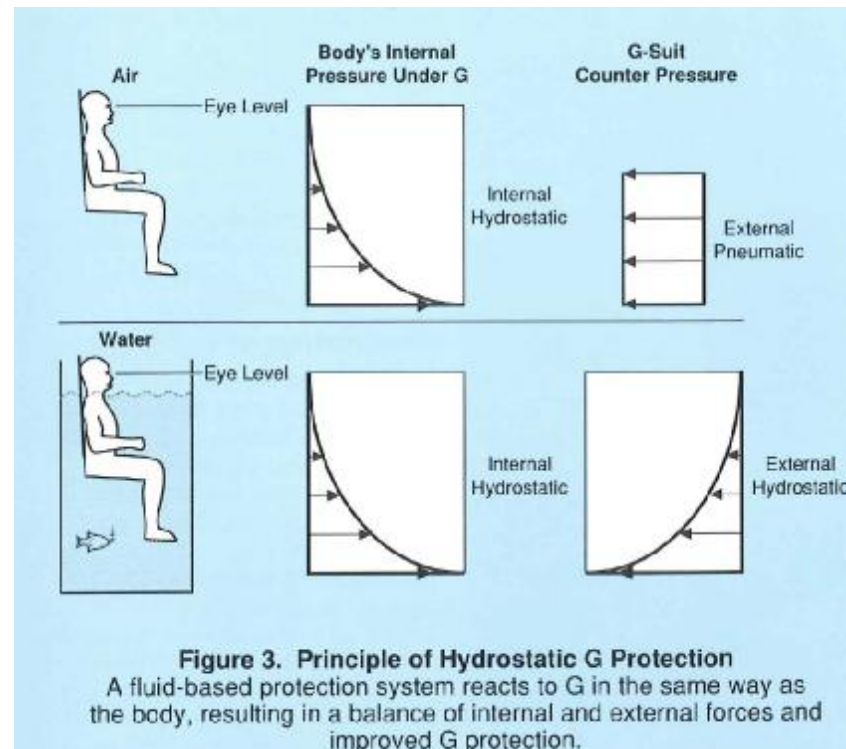 Air
Body's Internal
Pressure Under G
G-Suit
Counter Pressure
Eye Level
Internal
Hydrostatic
External
Pneumatic
Water
Eye Level
Internal
Hydrostatic
External
Hydrostatic
Figure 3. Principle of Hydrostatic G Protection
A fluid-based protection system reacts to G in the same way as
the body, resulting in a balance of internal and external forces and
improved G protection.